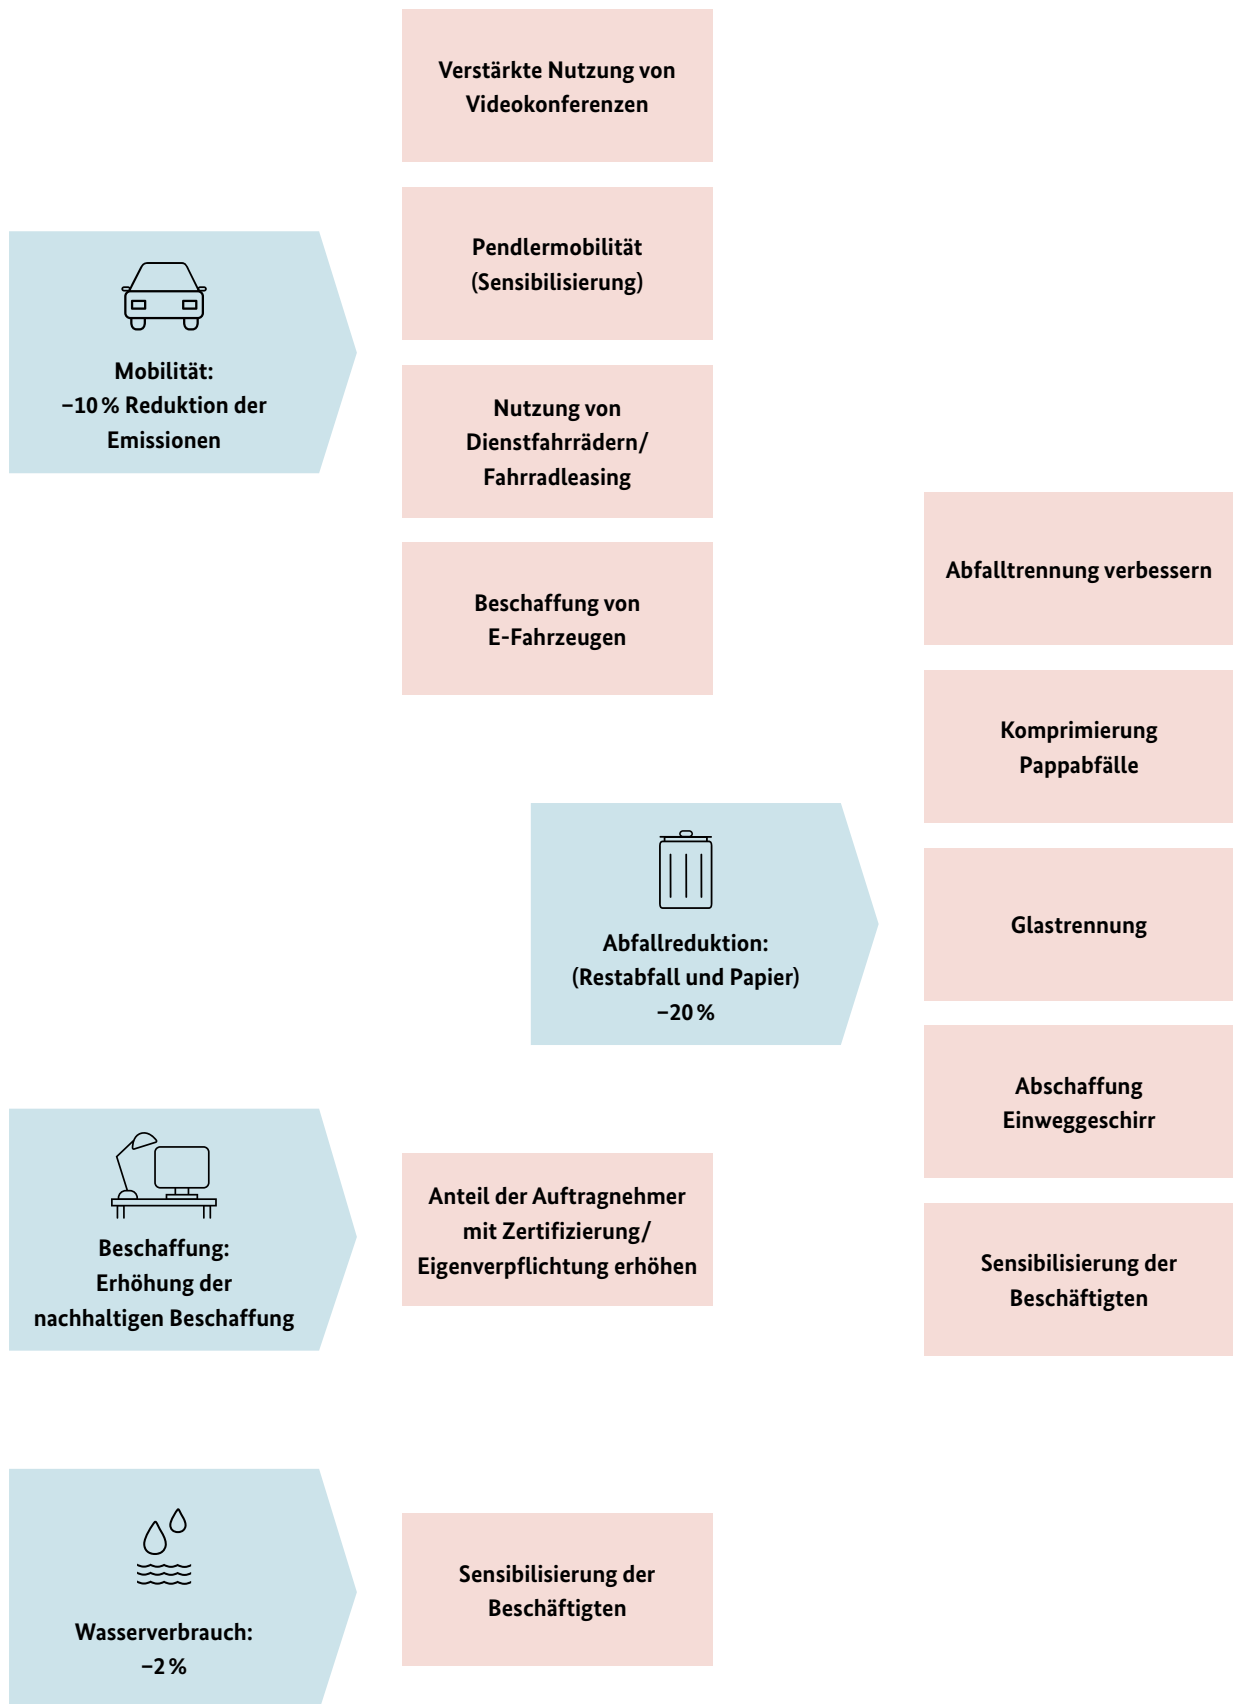 Mobilität:
−10 % Reduktion der
Emissionen
Verstärkte Nutzung von
Videokonferenzen
Pendlermobilität
(Sensibilisierung)
Nutzung von
Dienstfahrrädern/
Fahrradleasing
Beschaffung von
E-Fahrzeugen
Abfallreduktion:
(Restabfall und Papier)
−20 %
Abfalltrennung verbessern
Komprimierung
Pappabfälle
Glastrennung
Abschaffung
Einweggeschirr
Sensibilisierung der
Beschäftigten
Beschaffung:
Erhöhung der
nachhaltigen Beschaffung
Anteil der Auftragnehmer
mit Zertifizierung/
Eigenverpflichtung erhöhen
Wasserverbrauch:
−2 %
Sensibilisierung der
Beschäftigten